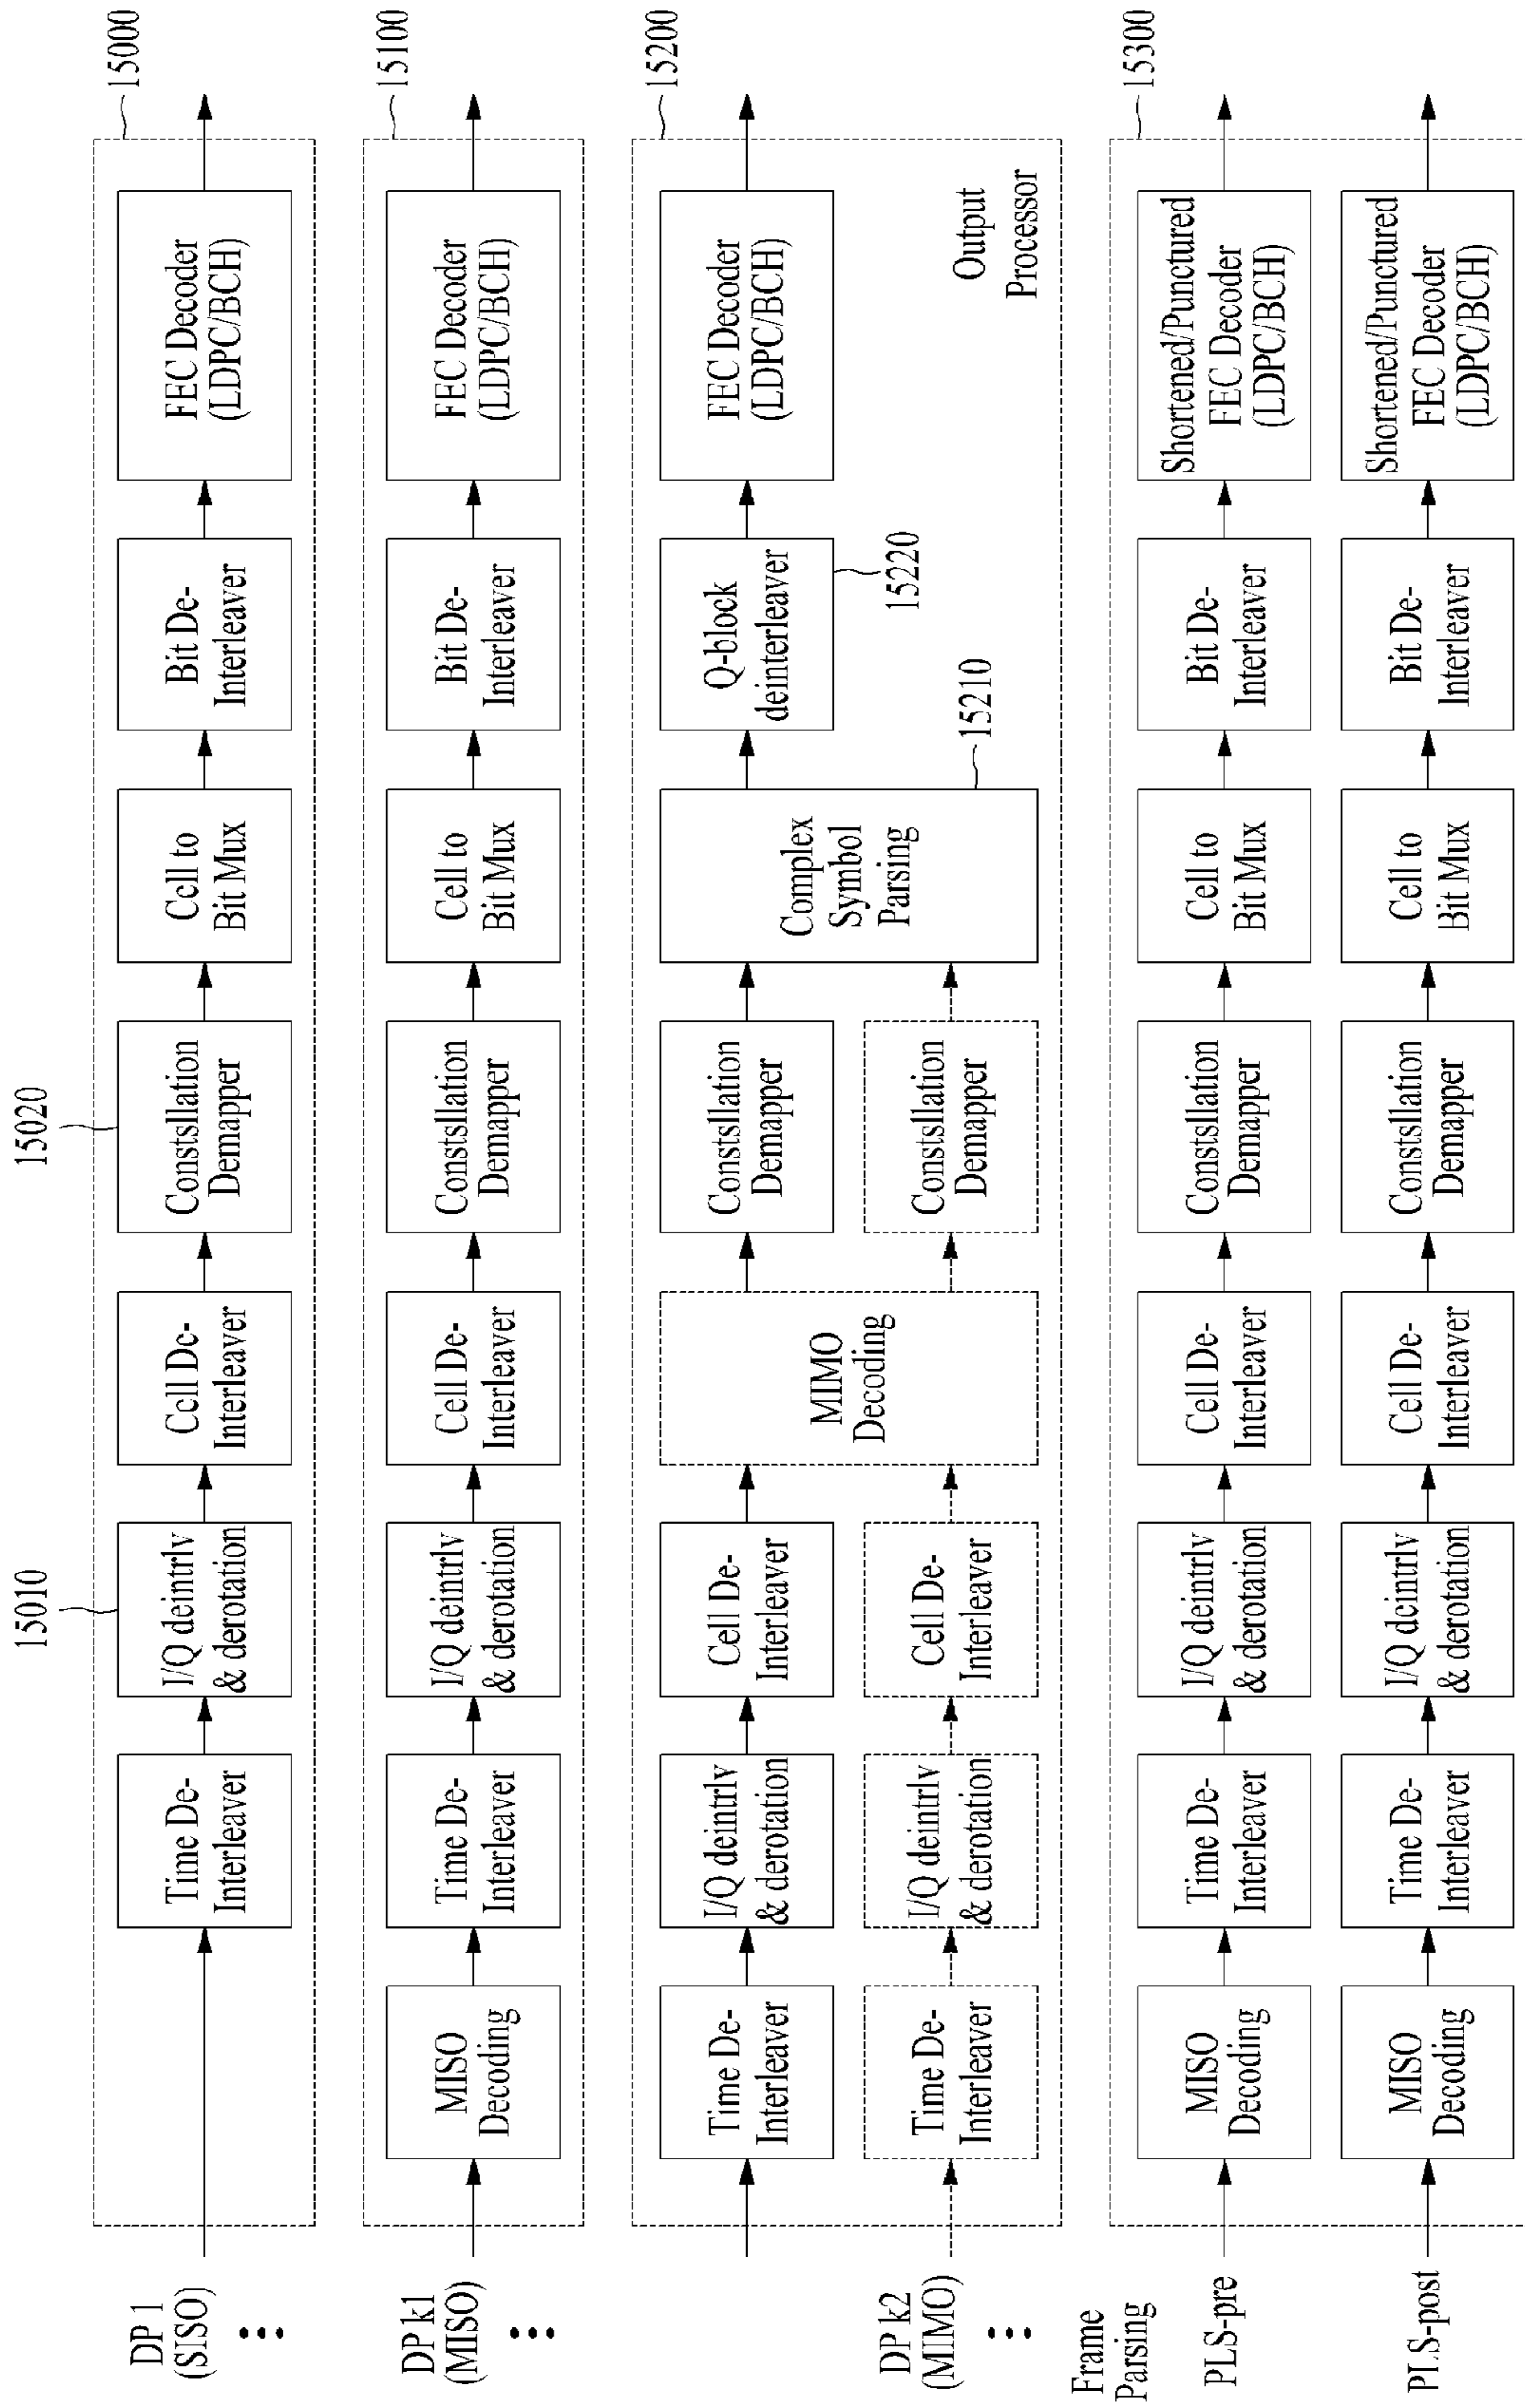 15010
15020
15000
DP 1
(SISO)
Time De-
Interleaver
I/Q deintrlv
& derotation
Cell De-
Interleaver
Constsllation
Demapper
Cell to
Bit Mux
Bit De-
Interleaver
FEC Decoder
(LDPC/BCH)
15100
DP k1
(MISO)
MISO
Decoding
Time De-
Interleaver
I/Q deintrlv
& derotation
Cell De-
Interleaver
Constsllation
Demapper
Cell to
Bit Mux
Bit De-
Interleaver
FEC Decoder
(LDPC/BCH)
15200
Time De-
Interleaver
I/Q deintrlv
& derotation
Cell De-
Interleaver
MIMO
Decoding
Constsllation
Demapper
Complex
Symbol
Parsing
Q-block
deinterleaver
FEC Decoder
(LDPC/BCH)
15220
15210
DP k2
(MIMO)
Time De-
Interleaver
I/Q deintrlv
& derotation
Cell De-
Interleaver
Constsllation
Demapper
Output
Processor
Frame
Parsing
15300
PLS-pre
MISO
Decoding
Time De-
Interleaver
I/Q deintrlv
& derotation
Cell De-
Interleaver
Constsllation
Demapper
Cell to
Bit Mux
Bit De-
Interleaver
Shortened/Punctured
FEC Decoder
(LDPC/BCH)
PLS-post
MISO
Decoding
Time De-
Interleaver
I/Q deintrlv
& derotation
Cell De-
Interleaver
Constsllation
Demapper
Cell to
Bit Mux
Bit De-
Interleaver
Shortened/Punctured
FEC Decoder
(LDPC/BCH)